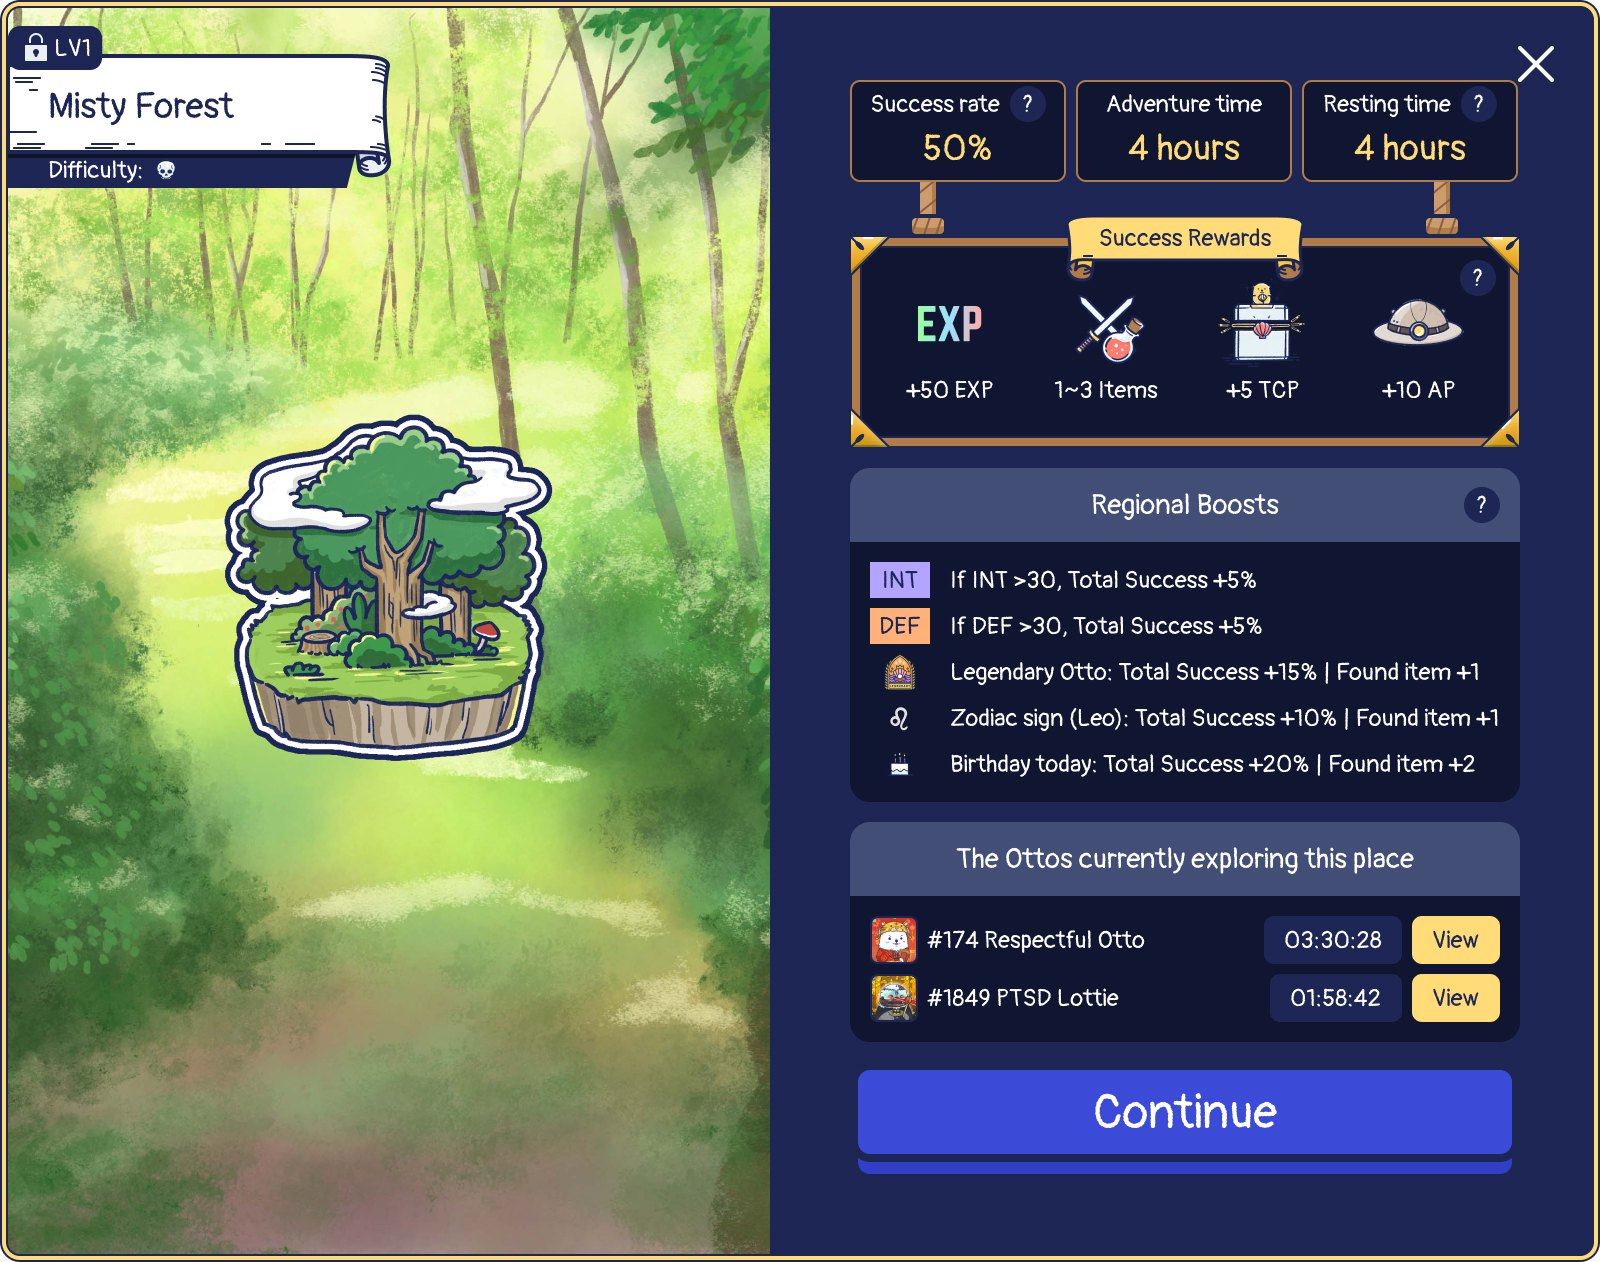 LV1
Misty Forest
Difficulty:
Success rate ?
50%
Adventure time
4 hours
Resting time ?
4 hours
Success Rewards
?
EXP
+50 EXP
1~3 Items
+5 TCP
+10 AP
Regional Boosts ?
INT If INT >30, Total Success +5%
DEF If DEF >30, Total Success +5%
Legendary Otto: Total Success +15% | Found item +1
Zodiac sign (Leo): Total Success +10% | Found item +1
Birthday today: Total Success +20% | Found item +2
The Ottos currently exploring this place
#174 Respectful Otto 03:30:28 View
#1849 PTSD Lottie 01:58:42 View
Continue